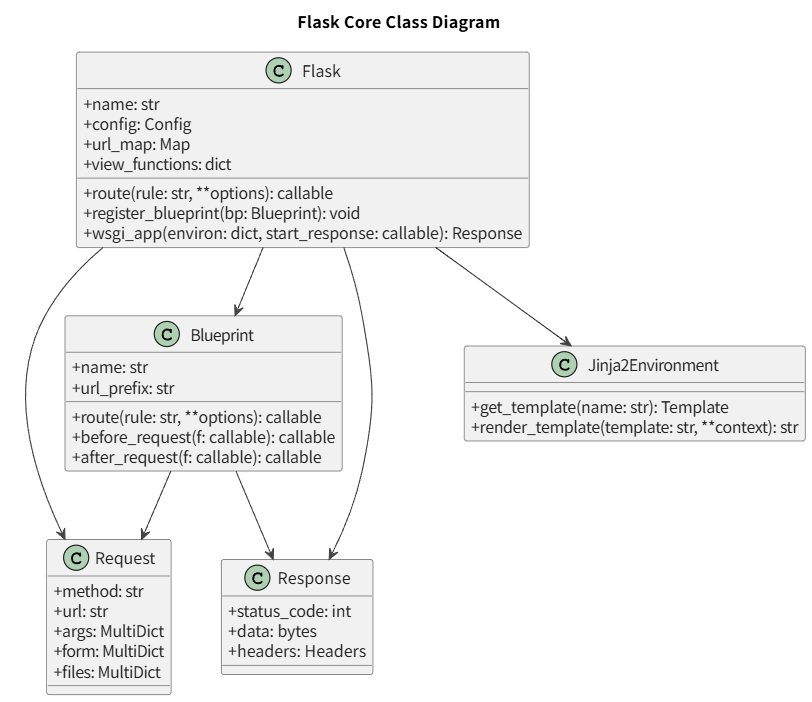 Flask Core Class Diagram
C Flask
+name: str
+config: Config
+url_map: Map
+view_functions: dict
+route(rule: str, **options): callable
+register_blueprint(bp: Blueprint): void
+wsgi_app(environ: dict, start_response: callable): Response
C Blueprint
+name: str
+url_prefix: str
+route(rule: str, **options): callable
+before_request(f: callable): callable
+after_request(f: callable): callable
C Jinja2Environment
+get_template(name: str): Template
+render_template(template: str, **context): str
C Request
+method: str
+url: str
+args: MultiDict
+form: MultiDict
+files: MultiDict
C Response
+status_code: int
+data: bytes
+headers: Headers